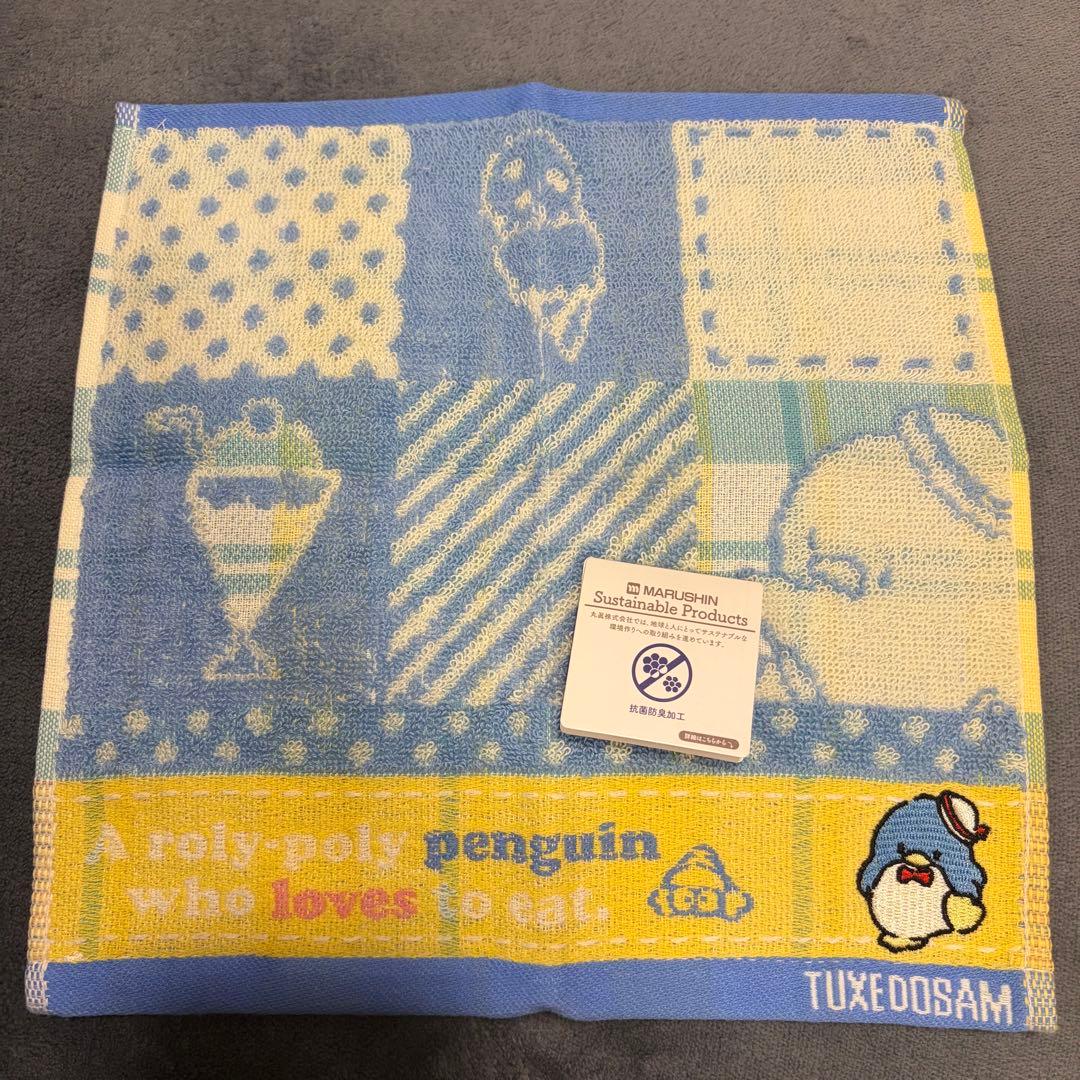 m MARUSHIN
Sustainable Products
丸眞株式会社では、地球と人にとってサステナブルな
環境作りへの取り組みを進めています。
抗菌防臭加工
詳細はこちらから
A roly-poly penguin
who loves to eat.
TUXEDOSAM